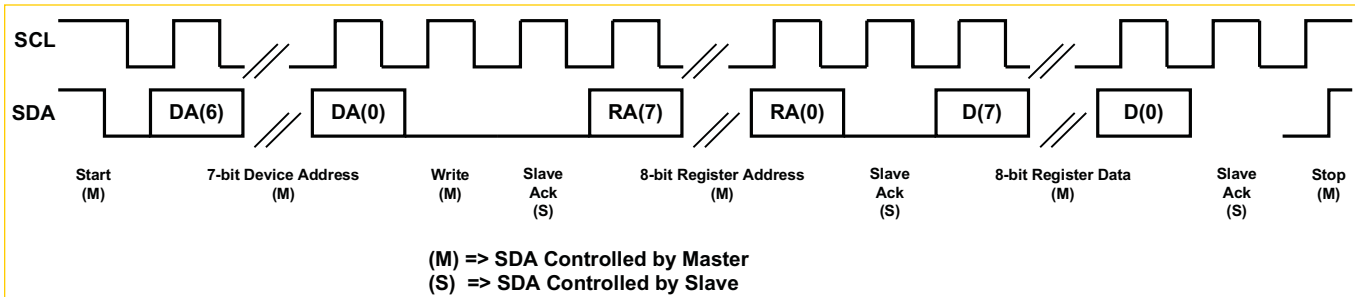 SCL
SDA
DA(6)
DA(0)
RA(7)
RA(0)
D(7)
D(0)
Start
(M)
7-bit Device Address
(M)
Write
(M)
Slave
Ack
(S)
8-bit Register Address
(M)
Slave
Ack
(S)
8-bit Register Data
(M)
Slave
Ack
(S)
Stop
(M)
(M) => SDA Controlled by Master
(S) => SDA Controlled by Slave